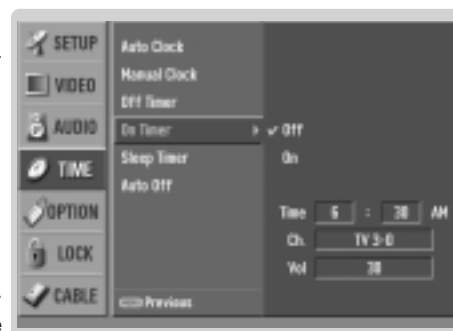 SETUP
VIDEO
AUDIO
TIME
OPTION
LOCK
CABLE
Auto Clock
Manual Clock
Off Timer
On Timer
Sleep Timer
Auto Off
Previous
Off
On
Time 6 : 30 AM
Ch. TV 3-0
Vol 30